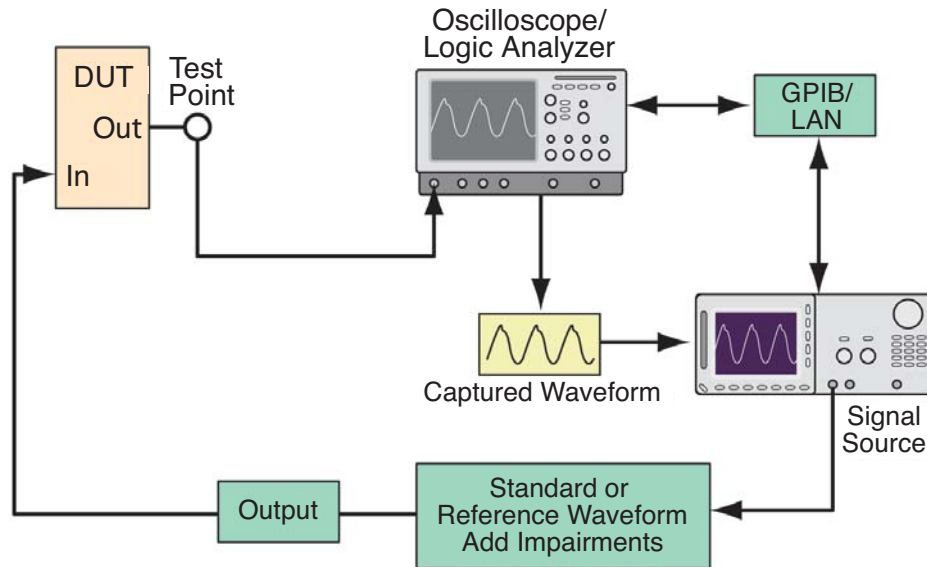 Oscilloscope/
Logic Analyzer
DUT
Out
In
Test
Point
GPIB/
LAN
Captured Waveform
Signal
Source
Standard or
Reference Waveform
Add Impairments
Output